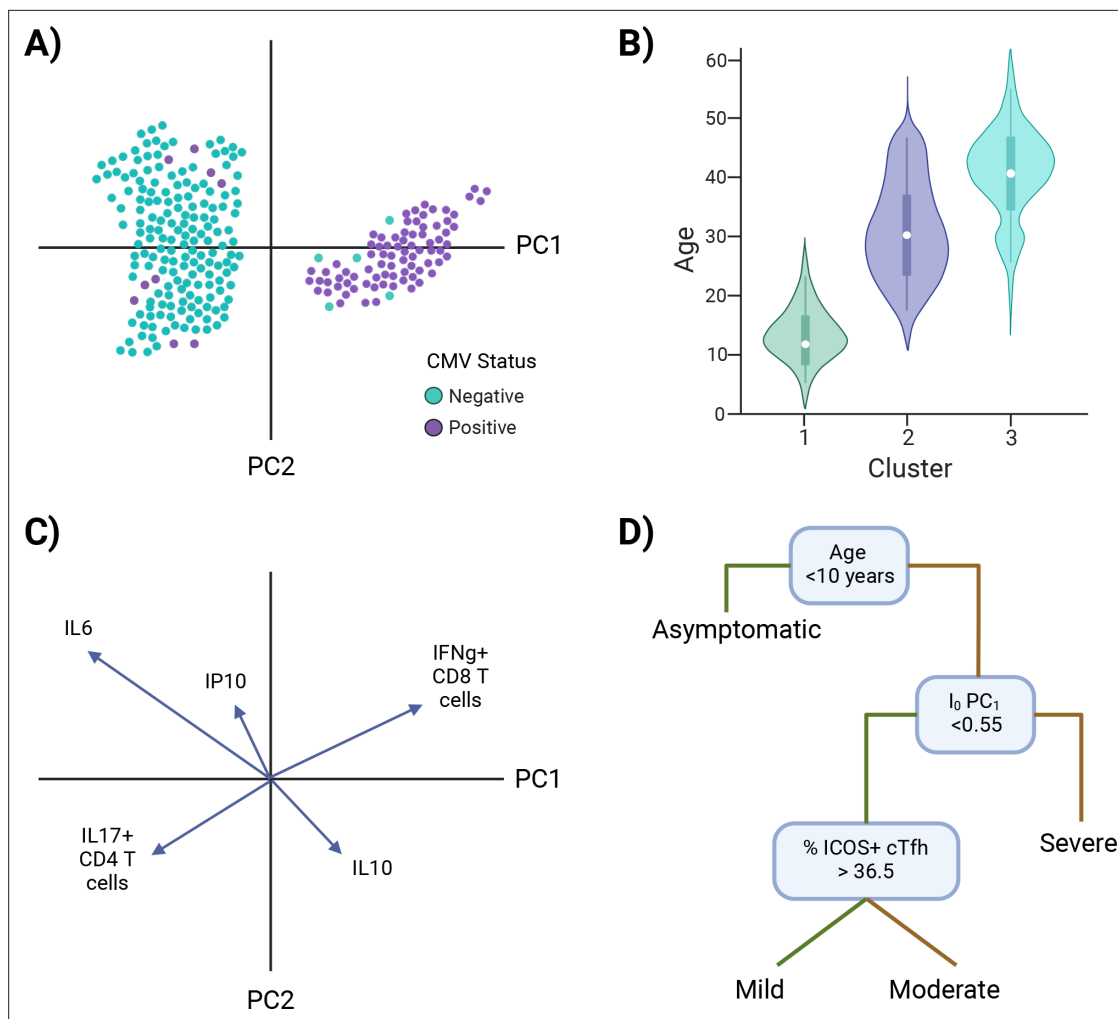 A)
PC1
PC2
CMV Status
Negative
Positive
B)
Age
60
50
40
30
20
10
0
1
2
3
Cluster
C)
IL6
IP10
IFNg+
CD8 T
cells
PC1
IL17+
CD4 T
cells
IL10
PC2
D)
Age
<10 years
Asymptomatic
I₀ PC₁
<0.55
Severe
% ICOS+ cTfh
> 36.5
Mild
Moderate